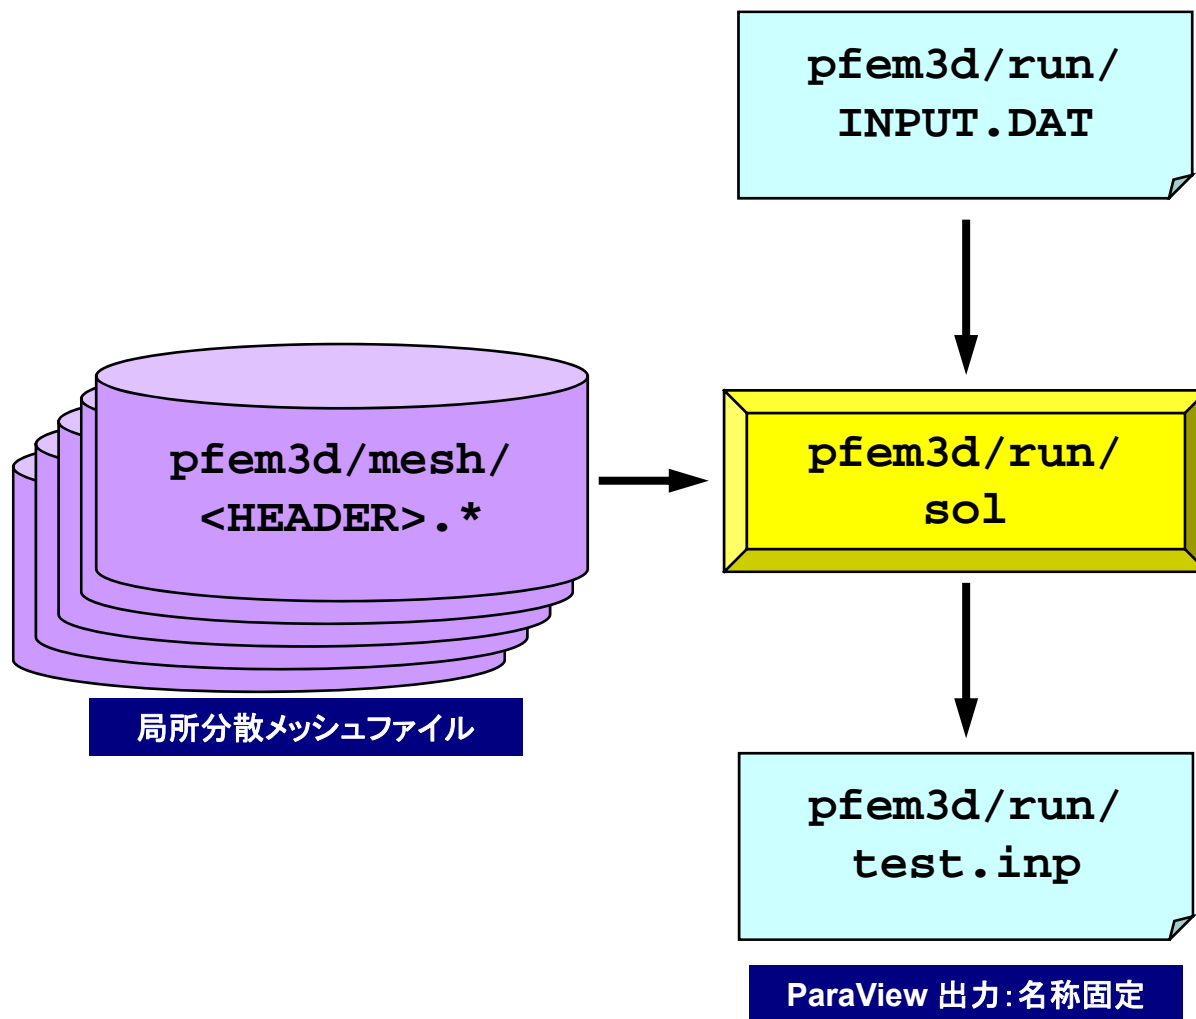 pfem3d/run/
INPUT.DAT
pfem3d/mesh/
<HEADER>.*
pfem3d/run/
sol
局所分散メッシュファイル
pfem3d/run/
test.inp
ParaView 出力：名称固定